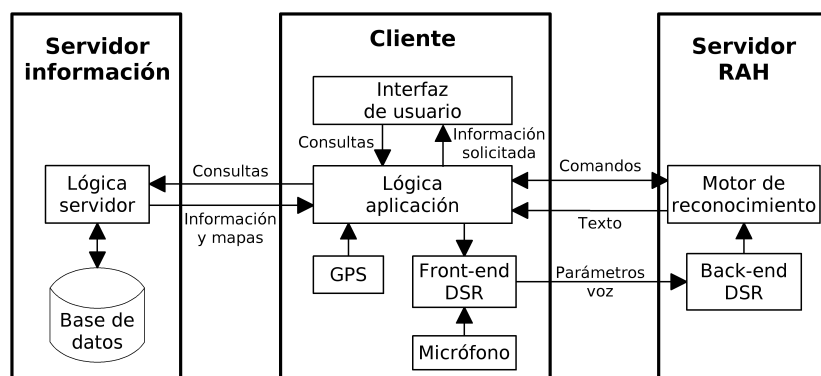 Servidor
información
Cliente
Servidor
RAH
Interfaz
de usuario
Consultas
Información
solicitada
Lógica
servidor
Consultas
Información
y mapas
Lógica
aplicación
Comandos
Texto
Motor de
reconocimiento
GPS
Front-end
DSR
Parámetros
voz
Back-end
DSR
Base de
datos
Micrófono